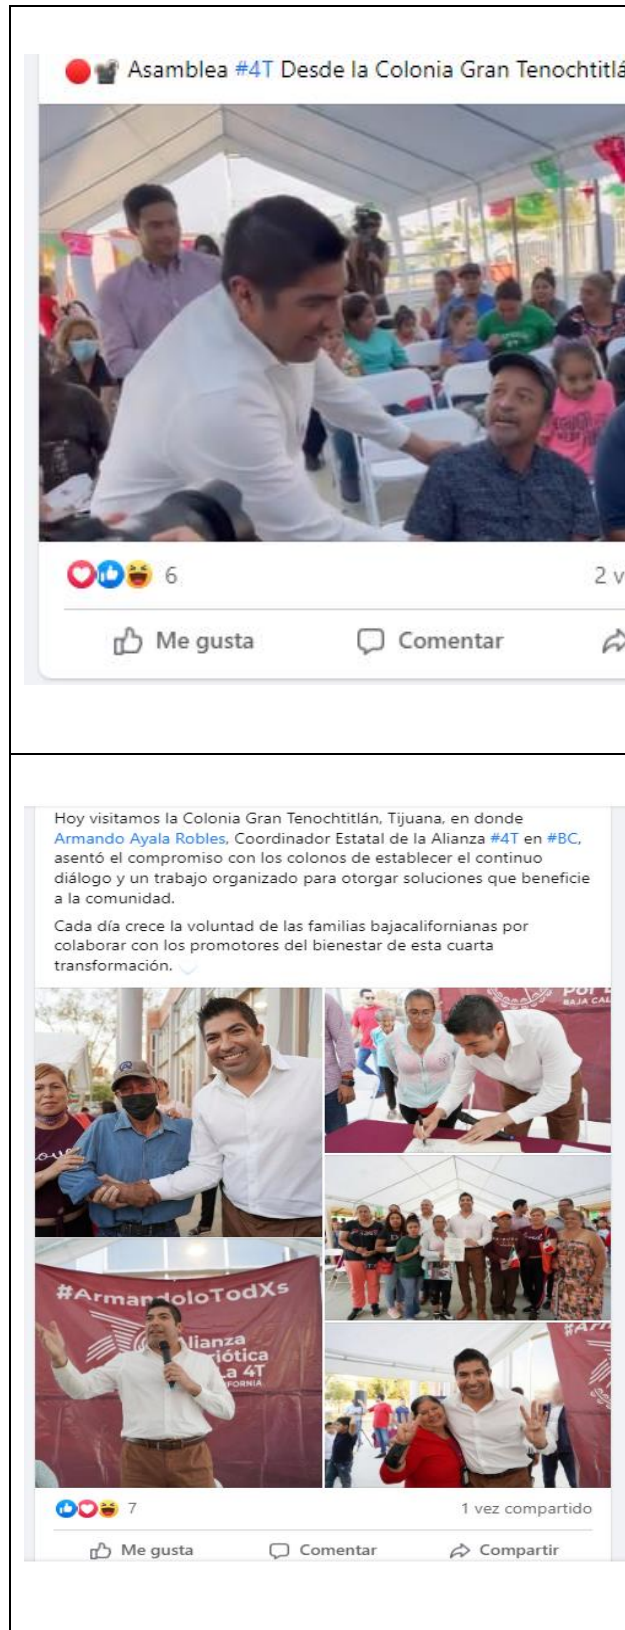 Asamblea #4T Desde la Colonia Gran Tenochtitlá
6
2 v
Me gusta
Comentar
Hoy visitamos la Colonia Gran Tenochtitlán, Tijuana, en donde
Armando Ayala Robles, Coordinador Estatal de la Alianza #4T en #BC,
asentó el compromiso con los colonos de establecer el continuo
diálogo y un trabajo organizado para otorgar soluciones que beneficie
a la comunidad.
Cada día crece la voluntad de las familias bajacalifornianas por
colaborar con los promotores del bienestar de esta cuarta
transformación.
BAJA CAL
#ArmandoloTodXs
Alianza
riótica
a 4T
FORNIA
7
1 vez compartido
Me gusta
Comentar
Compartir